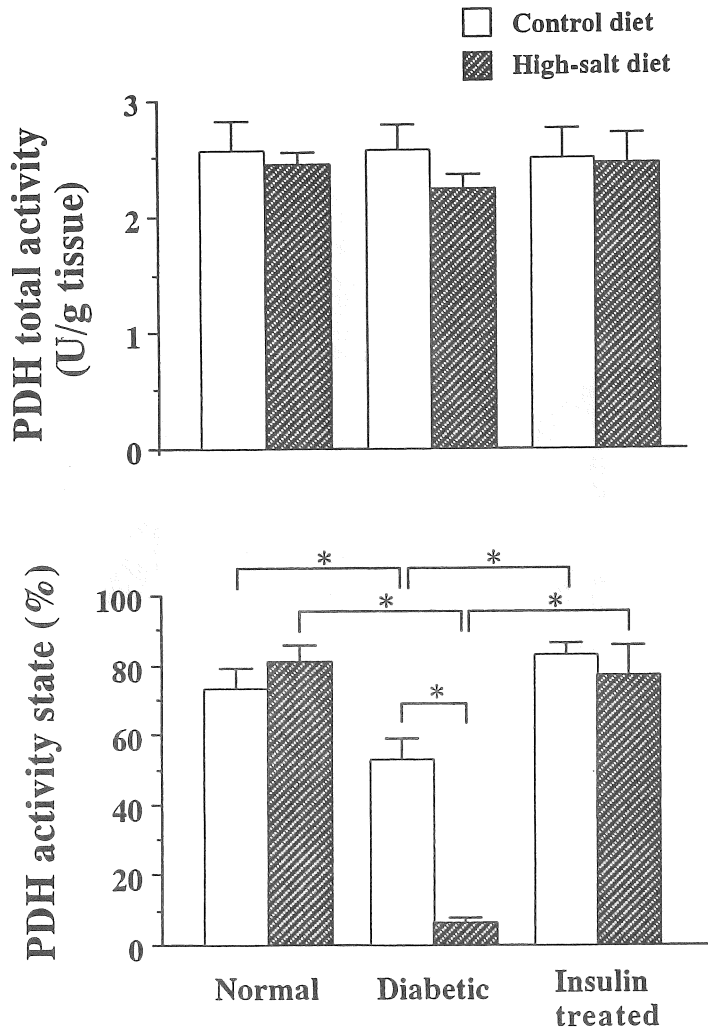 Control diet
High-salt diet
PDH total activity
(U/g tissue)
3
2
1
0
PDH activity state (%)
100
80
60
40
20
0
*
*
*
*
*
Normal
Diabetic
Insulin
treated